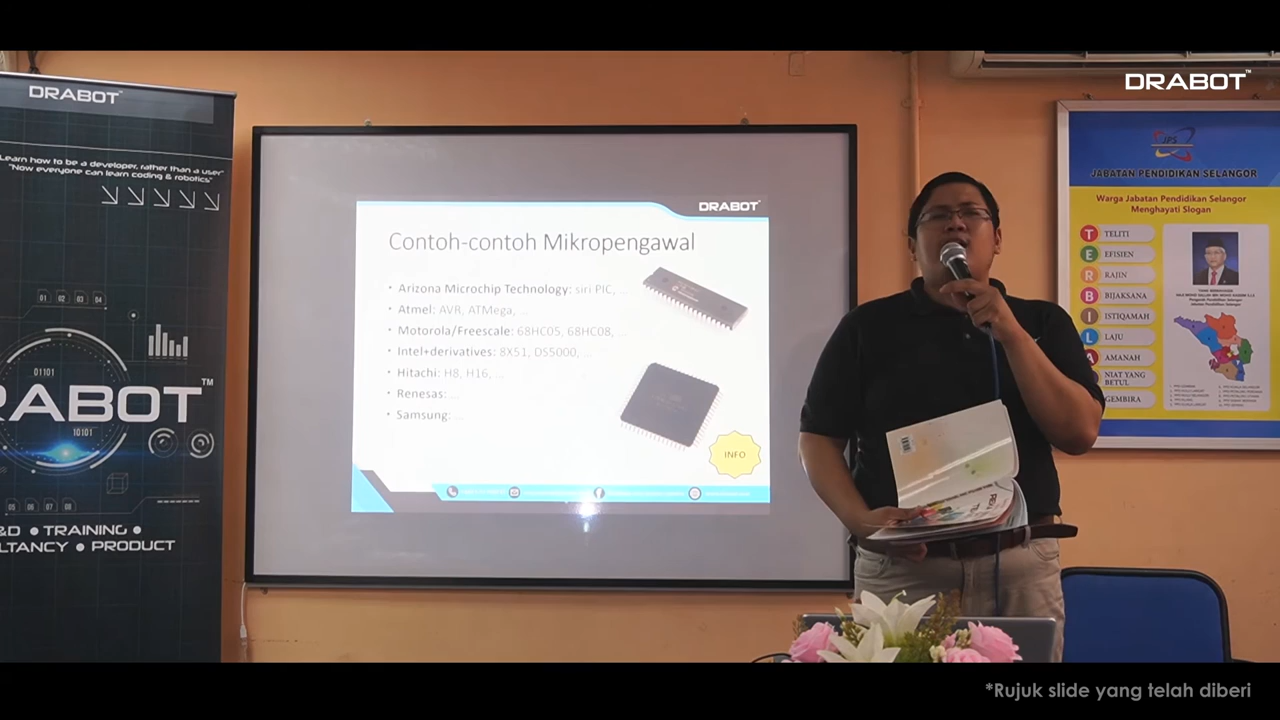 DRABOT™
Learn how to be a developer, rather than a user"
"Now everyone can learn coding & robotics"
01 02 03 04
01101
RABOT™
10101
05 06 07 08
&D ● TRAINING ●
LTANCY ● PRODUCT
DRABOT
Contoh-contoh Mikropengawal
• Arizona Microchip Technology: siri PIC, ...
• Atmel: AVR, ATMega, ...
• Motorola/Freescale: 68HC05, 68HC08, ...
• Intel+derivatives: 8X51, DS5000, ...
• Hitachi: H8, H16, ...
• Renesas: ...
• Samsung: ...
INFO
DRABOT™
JPS
JABATAN PENDIDIKAN SELANGOR
Warga Jabatan Pendidikan Selangor
Menghayati Slogan
T TELITI
E EFISIEN
R RAJIN
B BIJAKSANA
I ISTIQAMAH
L LAJU
A AMANAH
NIAT YANG
BETUL
GEMBIRA
*Rujuk slide yang telah diberi